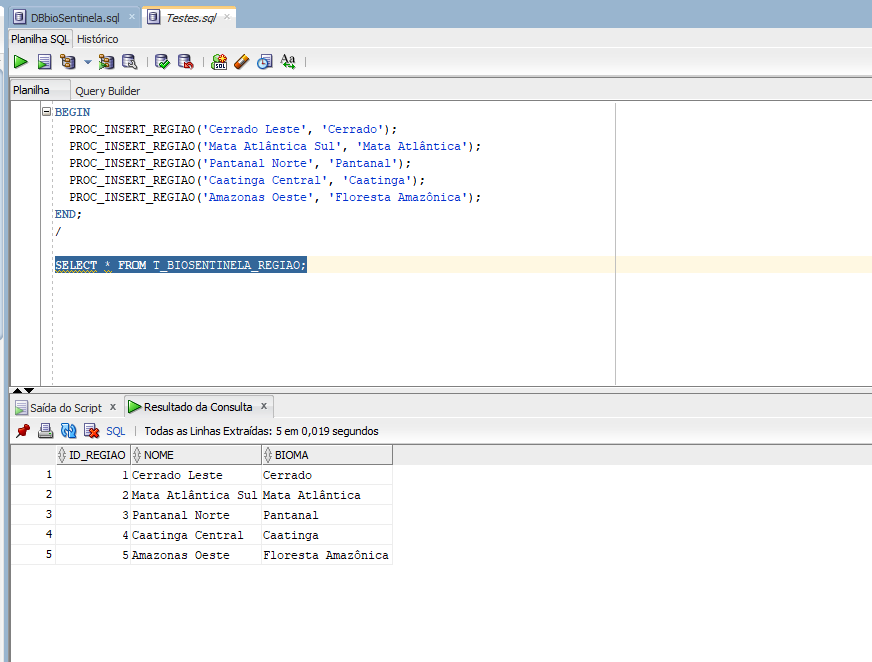 DBbioSentinela.sql × Testes.sql ×
Planilha SQL Histórico
SQL Aa
Planilha Query Builder
BEGIN
PROC_INSERT_REGIAO('Cerrado Leste', 'Cerrado');
PROC_INSERT_REGIAO('Mata Atlântica Sul', 'Mata Atlântica');
PROC_INSERT_REGIAO('Pantanal Norte', 'Pantanal');
PROC_INSERT_REGIAO('Caatinga Central', 'Caatinga');
PROC_INSERT_REGIAO('Amazonas Oeste', 'Floresta Amazônica');
END;
/
SELECT * FROM T_BIOSENTINELA_REGIAO;
Saída do Script x Resultado da Consulta x
SQL | Todas as Linhas Extraídas: 5 em 0,019 segundos
ID_REGIAO NOME BIOMA
1 1 Cerrado Leste Cerrado
2 2 Mata Atlântica Sul Mata Atlântica
3 3 Pantanal Norte Pantanal
4 4 Caatinga Central Caatinga
5 5 Amazonas Oeste Floresta Amazônica